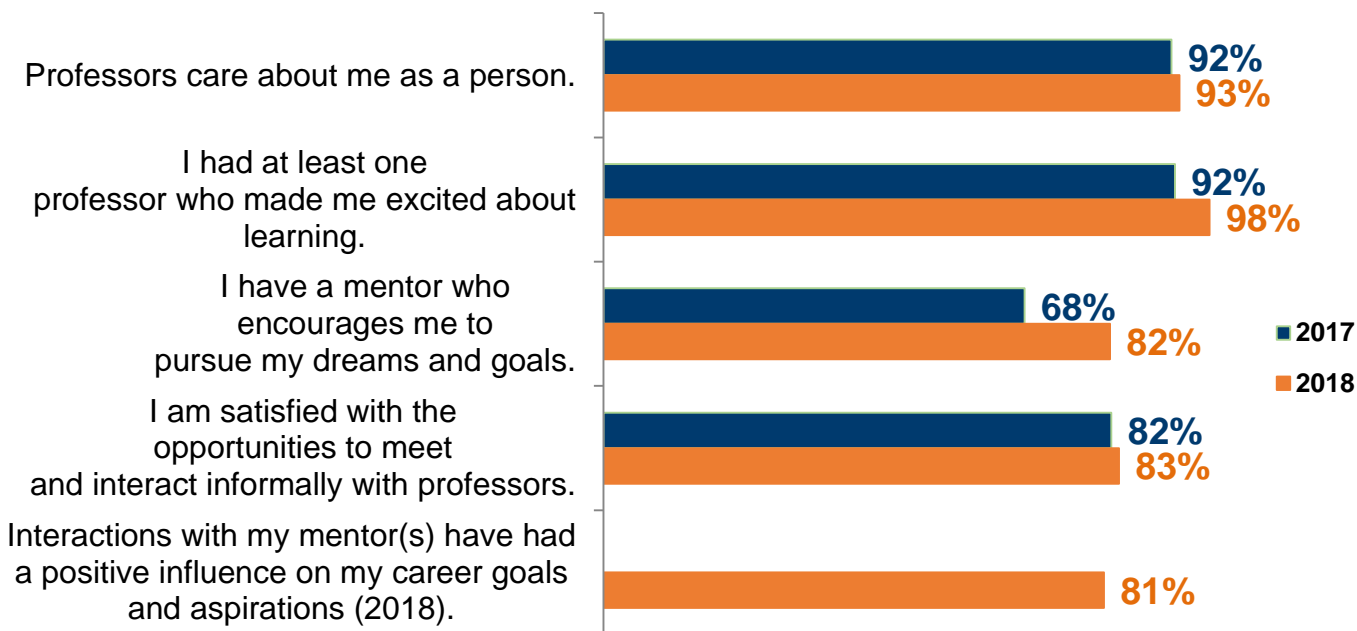 Professors care about me as a person.
92%
93%
I had at least one
professor who made me excited about
learning.
92%
98%
I have a mentor who
encourages me to
pursue my dreams and goals.
68%
82%
2017
2018
I am satisfied with the
opportunities to meet
and interact informally with professors.
82%
83%
Interactions with my mentor(s) have had
a positive influence on my career goals
and aspirations (2018).
81%